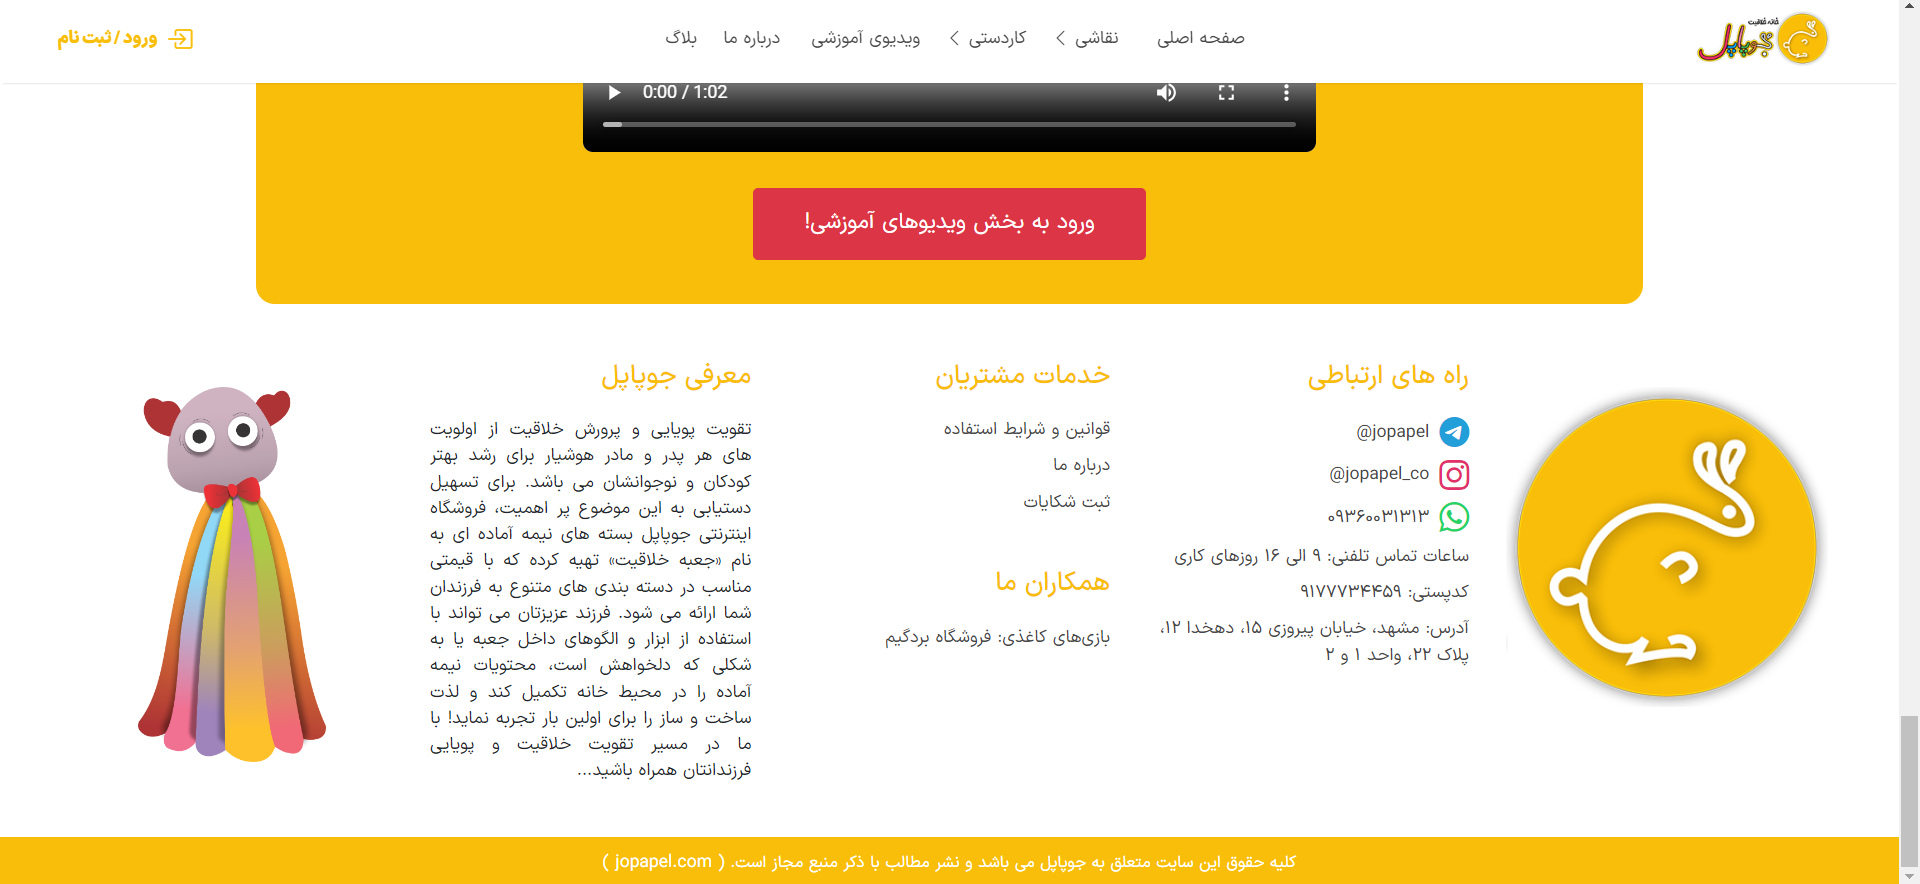 خانه خلاقیت
جوپاپل
صفحه اصلی
نقاشی
کاردستی
ویدیوی آموزشی
درباره ما
بلاگ
ورود / ثبت نام
0:00 / 1:02
ورود به بخش ویدیوهای آموزشی!
راه های ارتباطی
@jopapel
@jopapel_co
۰۹۳۶۰۰۳۱۳۱۳
ساعات تماس تلفنی: ۹ الی ۱۶ روزهای کاری
کدپستی: ۹۱۷۷۷۳۴۴۵۹
آدرس: مشهد، خیابان پیروزی ۱۵، دهخدا ۱۲،
پلاک ۲۲، واحد ۱ و ۲
خدمات مشتریان
قوانین و شرایط استفاده
درباره ما
ثبت شکایات
همکاران ما
بازی‌های کاغذی: فروشگاه بردگیم
معرفی جوپاپل
تقویت پویایی و پرورش خلاقیت از اولویت
های هر پدر و مادر هوشیار برای رشد بهتر
کودکان و نوجوانشان می باشد. برای تسهیل
دستیابی به این موضوع پر اهمیت، فروشگاه
اینترنتی جوپاپل بسته های نیمه آماده ای به
نام «جعبه خلاقیت» تهیه کرده که با قیمتی
مناسب در دسته بندی های متنوع به فرزندان
شما ارائه می شود. فرزند عزیزتان می تواند با
استفاده از ابزار و الگوهای داخل جعبه یا به
شکلی که دلخواهش است، محتویات نیمه
آماده را در محیط خانه تکمیل کند و لذت
ساخت و ساز را برای اولین بار تجربه نماید! با
ما در مسیر تقویت خلاقیت و پویایی
فرزندانتان همراه باشید...
کلیه حقوق این سایت متعلق به جوپاپل می باشد و نشر مطالب با ذکر منبع مجاز است. ( jopapel.com )